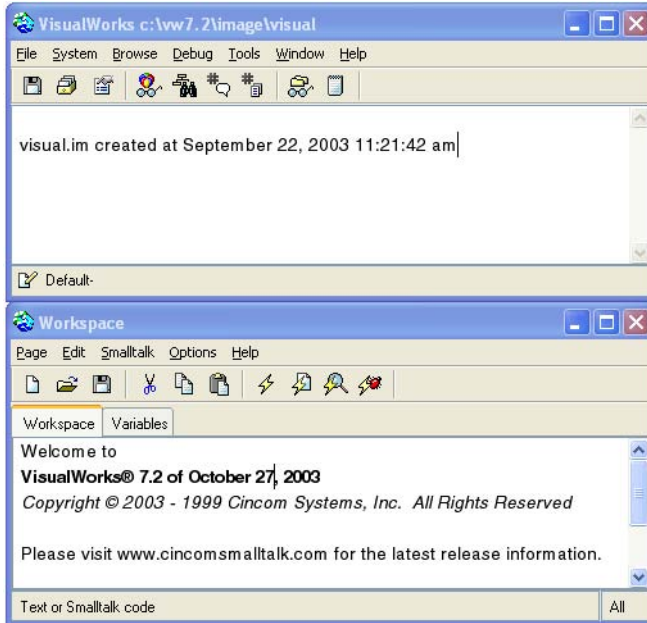 VisualWorks c:\vw7.2\image\visual
File System Browse Debug Tools Window Help
visual.im created at September 22, 2003 11:21:42 am
Default-
Workspace
Page Edit Smalltalk Options Help
Workspace Variables
Welcome to
VisualWorks® 7.2 of October 27, 2003
Copyright © 2003 - 1999 Cincom Systems, Inc. All Rights Reserved
Please visit www.cincomsmalltalk.com for the latest release information.
Text or Smalltalk code All